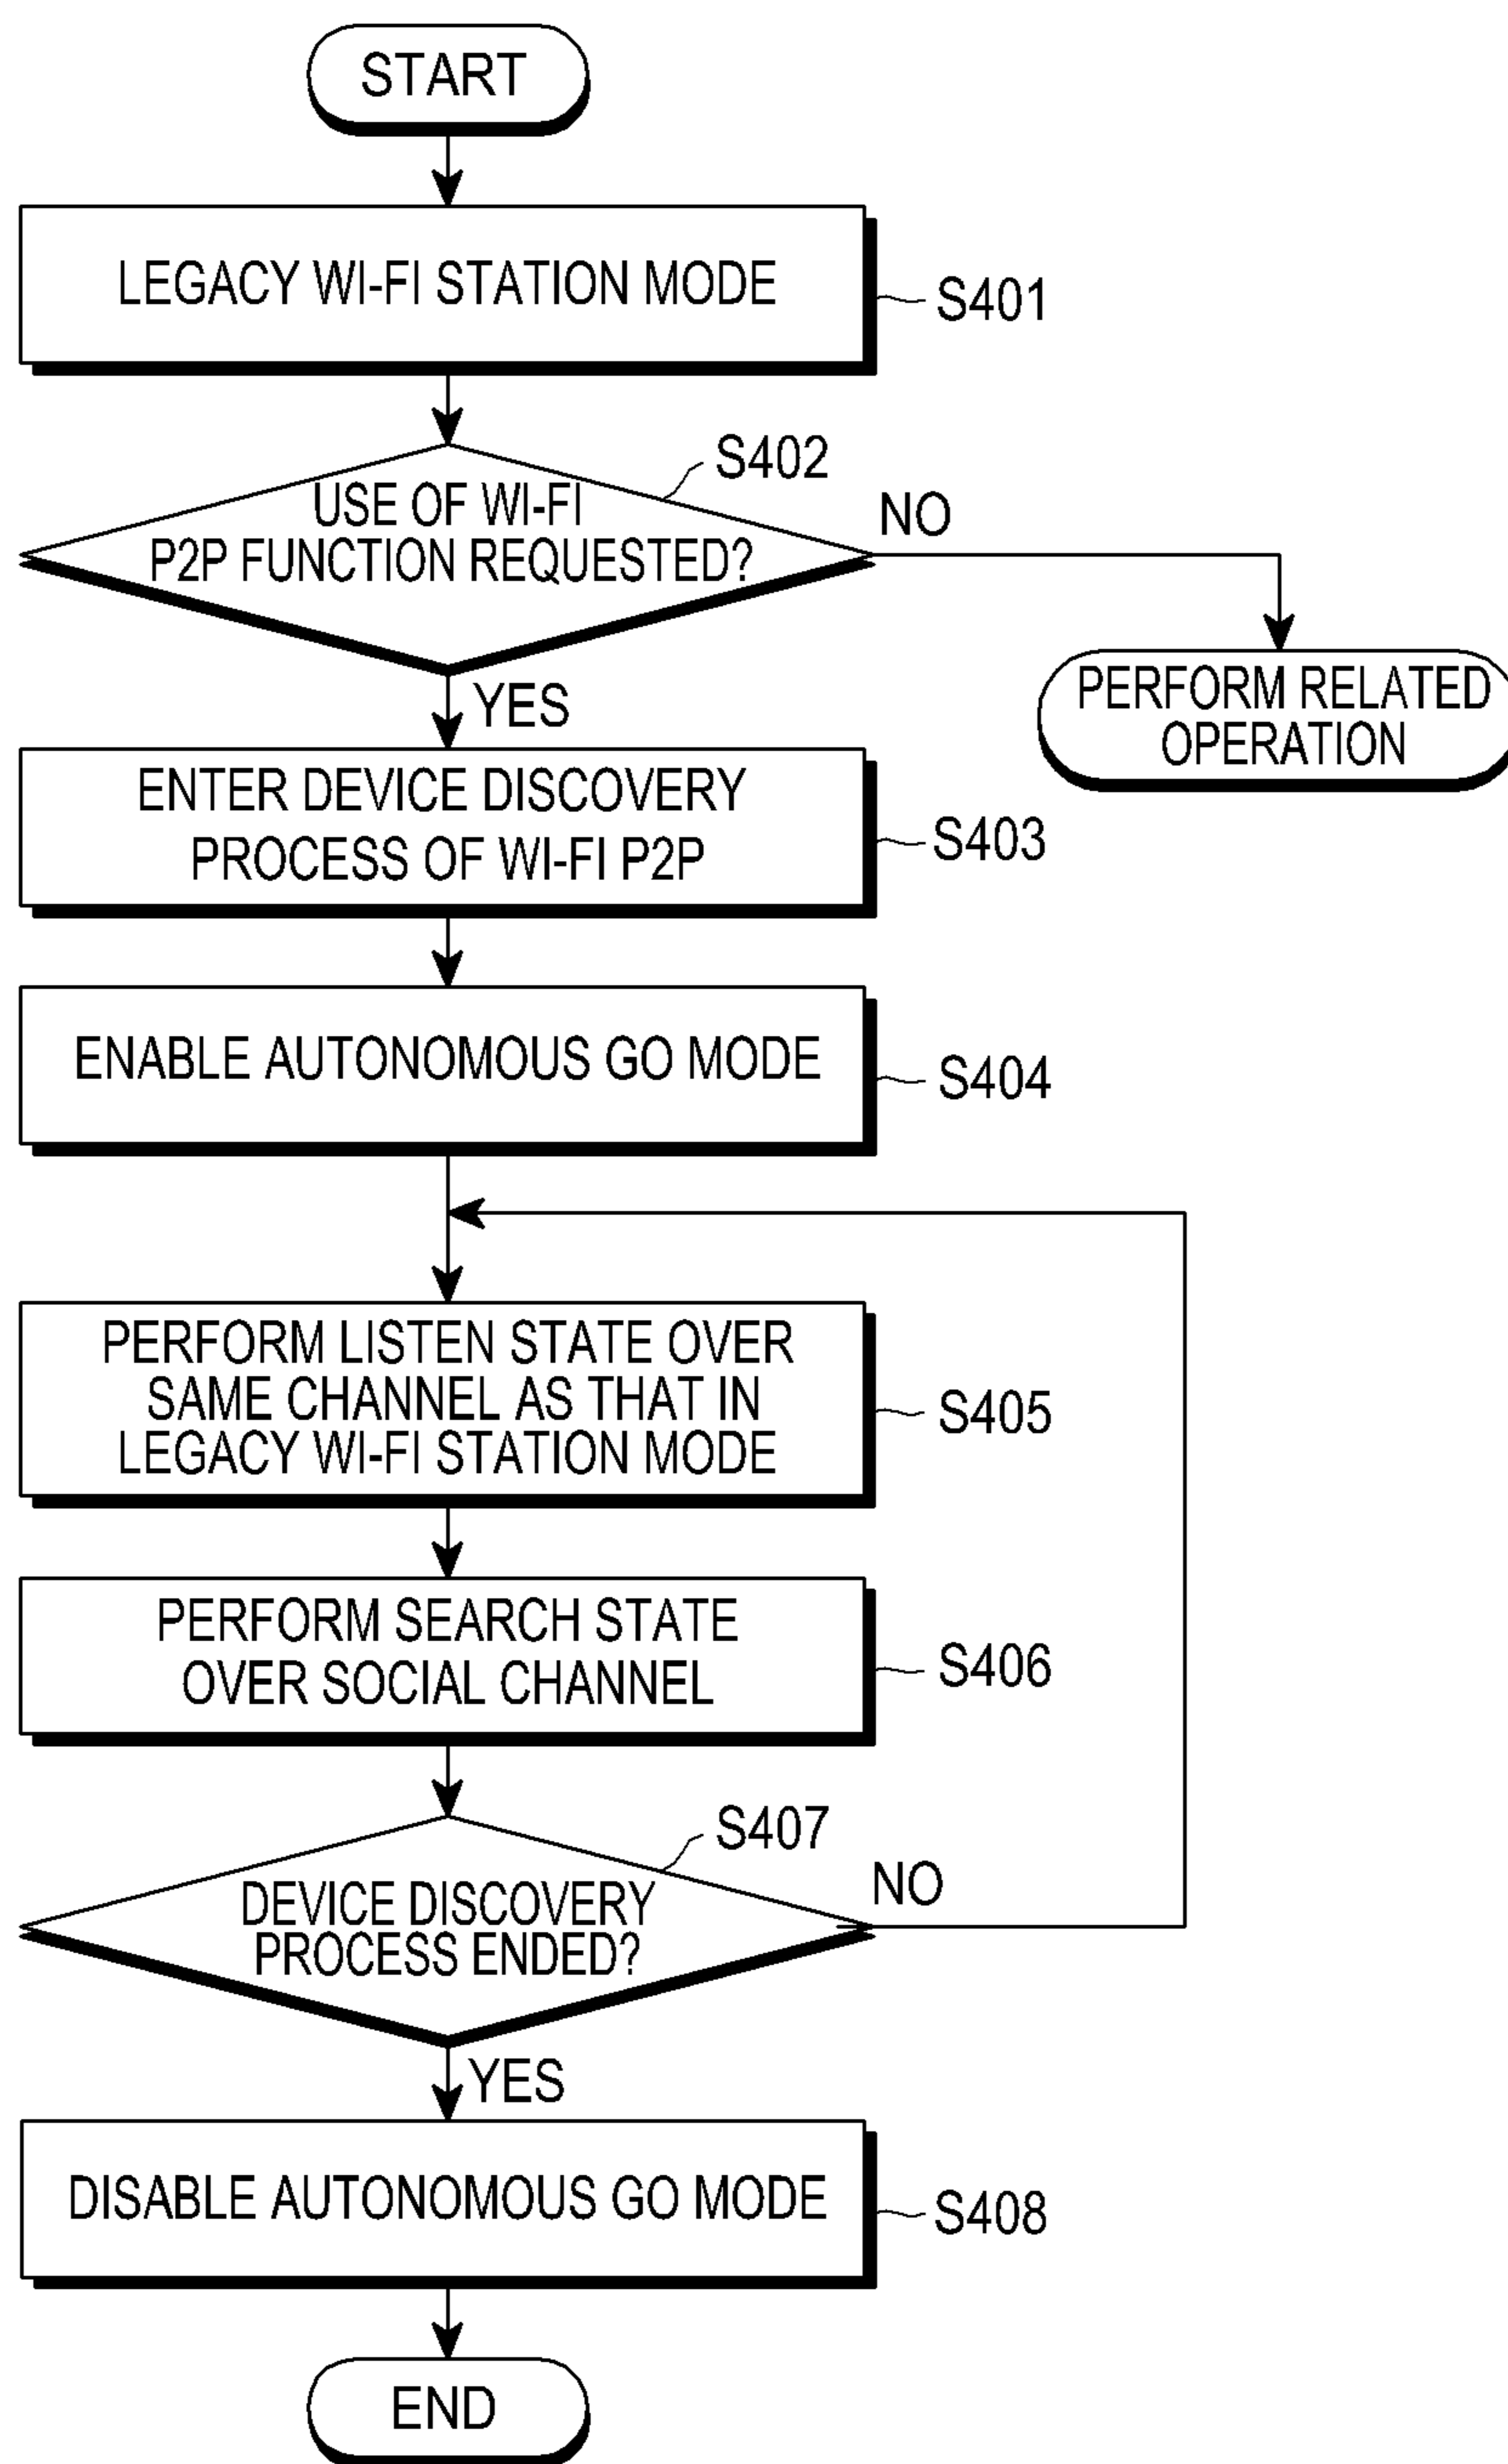 START
LEGACY WI-FI STATION MODE
S401
S402
USE OF WI-FI
P2P FUNCTION REQUESTED?
NO
PERFORM RELATED
OPERATION
YES
ENTER DEVICE DISCOVERY
PROCESS OF WI-FI P2P
S403
ENABLE AUTONOMOUS GO MODE
S404
PERFORM LISTEN STATE OVER
SAME CHANNEL AS THAT IN
LEGACY WI-FI STATION MODE
S405
PERFORM SEARCH STATE
OVER SOCIAL CHANNEL
S406
S407
DEVICE DISCOVERY
PROCESS ENDED?
NO
YES
DISABLE AUTONOMOUS GO MODE
S408
END